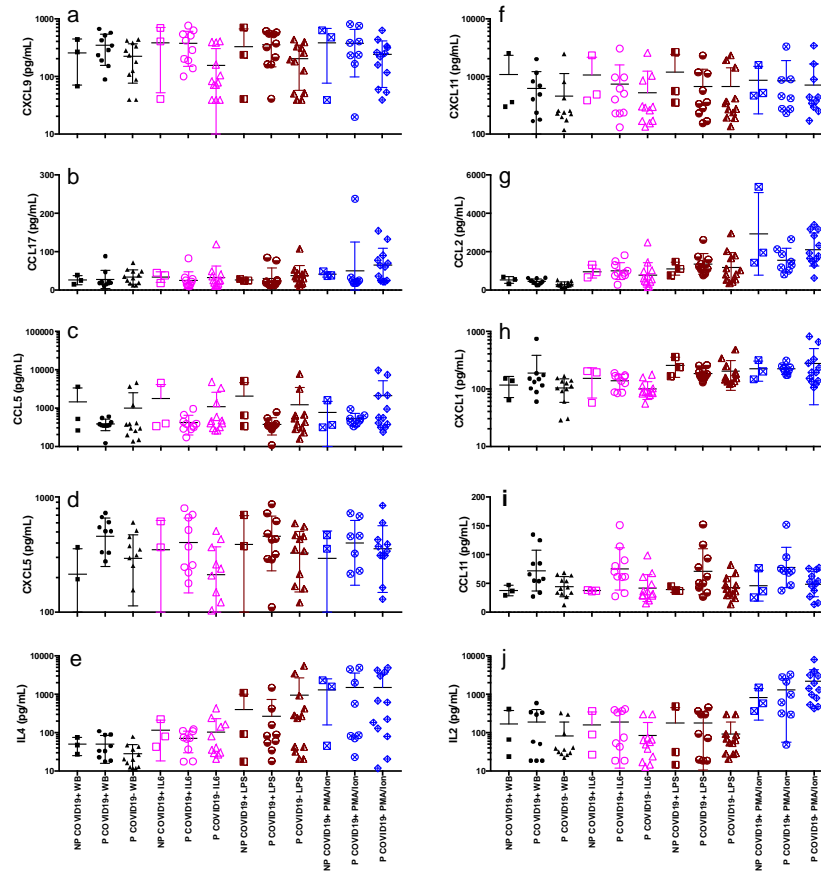 a
CXCL9 (pg/mL)
1000
100
10
b
CCL17 (pg/mL)
300
200
100
0
c
CCL5 (pg/mL)
100000
10000
1000
100
d
CXCL5 (pg/mL)
1000
100
e
IL4 (pg/mL)
10000
1000
100
10
NP COVID19+ WB
P COVID19+ WB
P COVID19- WB
NP COVID19+ IL6
P COVID19+ IL6
P COVID19- IL6
NP COVID19+ LPS
P COVID19+ LPS
P COVID19- LPS
NP COVID19+ PMA/Ion
P COVID19+ PMA/Ion
P COVID19- PMA/Ion
f
CXCL11 (pg/mL)
100000
10000
1000
100
g
CCL2 (pg/mL)
6000
4000
2000
0
h
CXCL1 (pg/mL)
1000
100
10
i
CCL11 (pg/mL)
200
150
100
50
0
j
IL2 (pg/mL)
10000
1000
100
10
NP COVID19+ WB
P COVID19+ WB
P COVID19- WB
NP COVID19+ IL6
P COVID19+ IL6
P COVID19- IL6
NP COVID19+ LPS
P COVID19+ LPS
P COVID19- LPS
NP COVID19+ PMA/Ion
P COVID19+ PMA/Ion
P COVID19- PMA/Ion